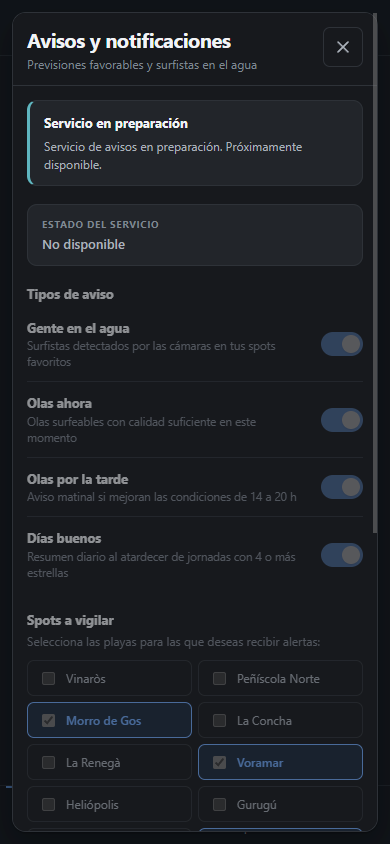 Avisos y notificaciones
Previsiones favorables y surfistas en el agua
Servicio en preparación
Servicio de avisos en preparación. Próximamente
disponible.
ESTADO DEL SERVICIO
No disponible
Tipos de aviso
Gente en el agua
Surfistas detectados por las cámaras en tus spots
favoritos
Olas ahora
Olas surfeables con calidad suficiente en este
momento
Olas por la tarde
Aviso matinal si mejoran las condiciones de 14 a 20 h
Días buenos
Resumen diario al atardecer de jornadas con 4 o más
estrellas
Spots a vigilar
Selecciona las playas para las que deseas recibir alertas:
Vinaròs
Peñíscola Norte
Morro de Gos
La Concha
La Renegà
Voramar
Heliópolis
Gurugú